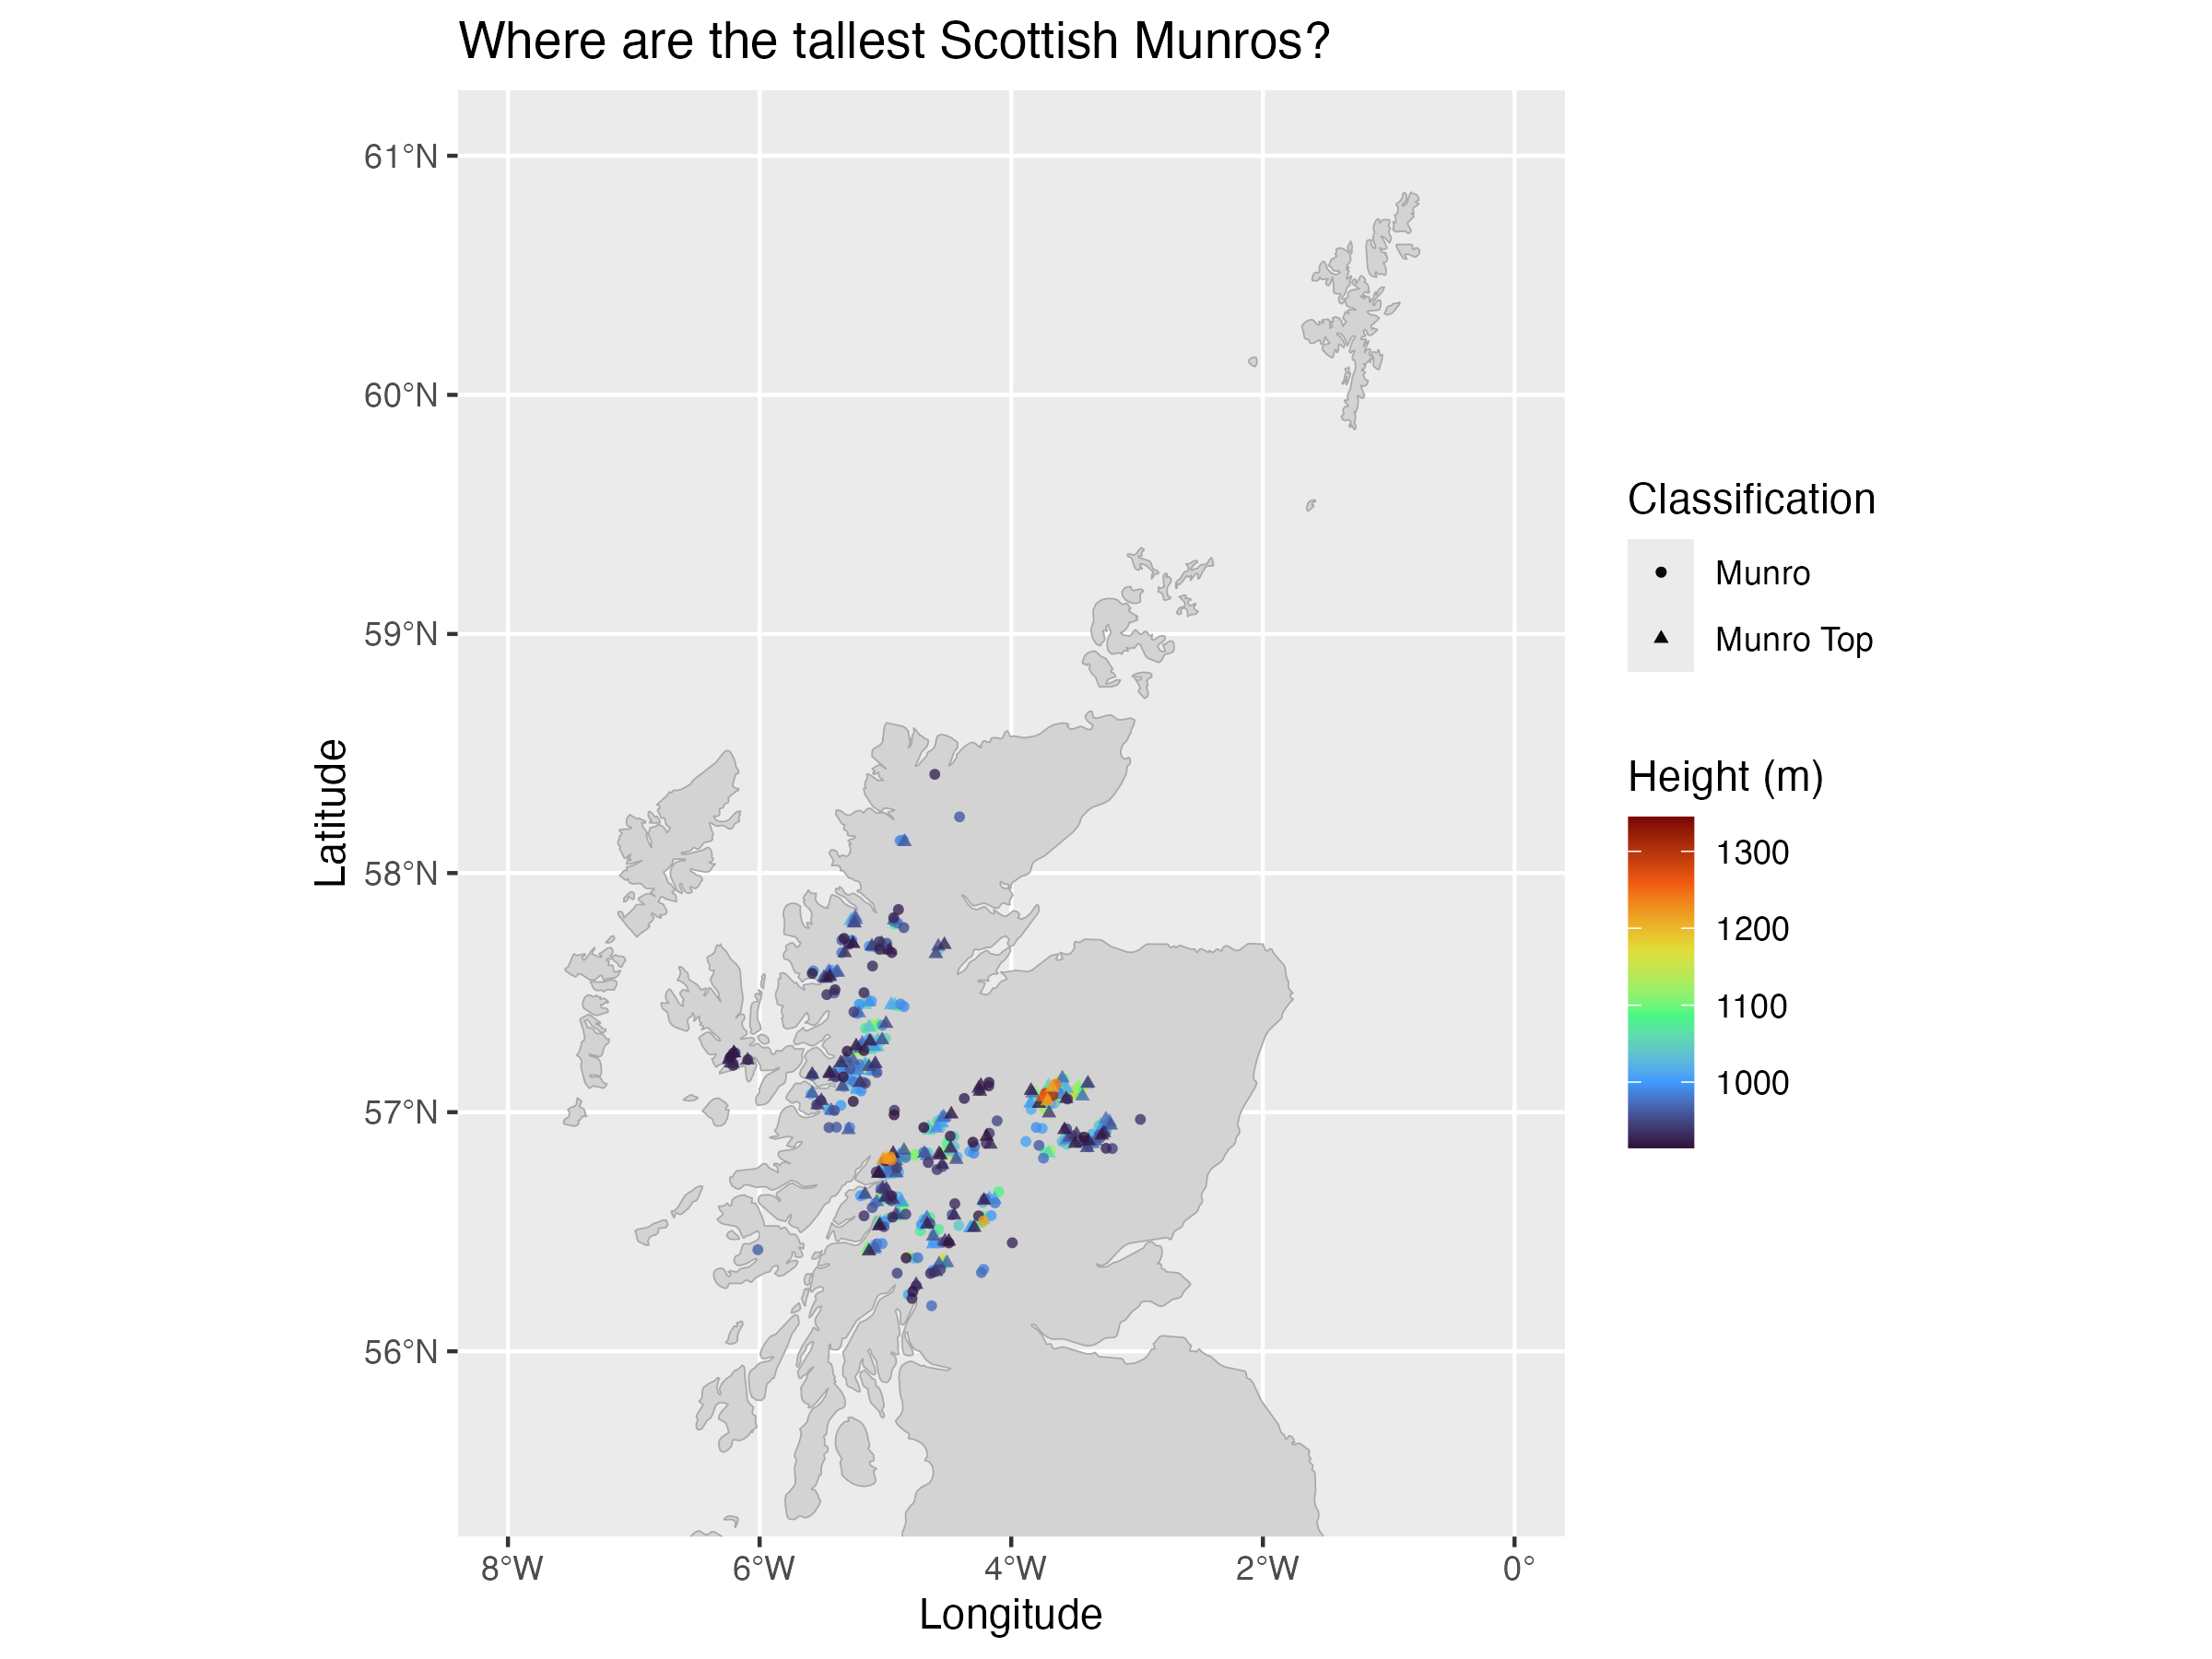 Where are the tallest Scottish Munros?
61°N
60°N
59°N
58°N
57°N
56°N
Latitude
8°W
6°W
4°W
2°W
0°
Longitude
Classification
Munro
Munro Top
Height (m)
1300
1200
1100
1000